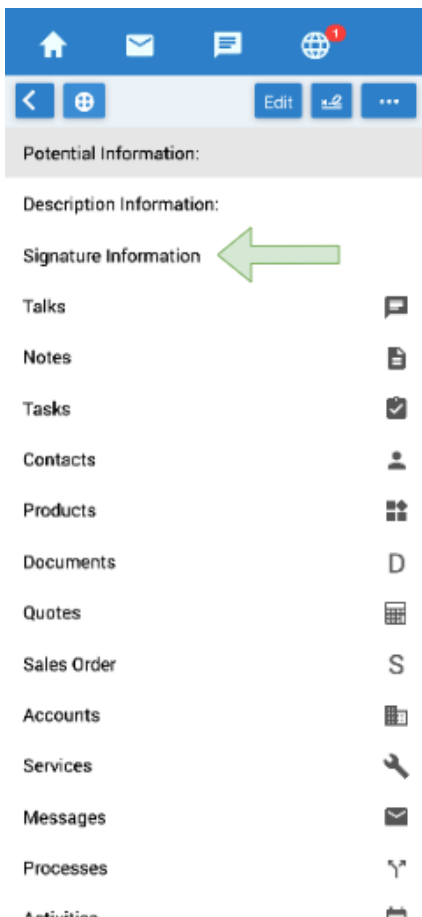 1
Edit
Potential Information:
Description Information:
Signature Information
Talks
Notes
Tasks
Contacts
Products
Documents
D
Quotes
Sales Order
S
Accounts
Services
Messages
Processes
Activities